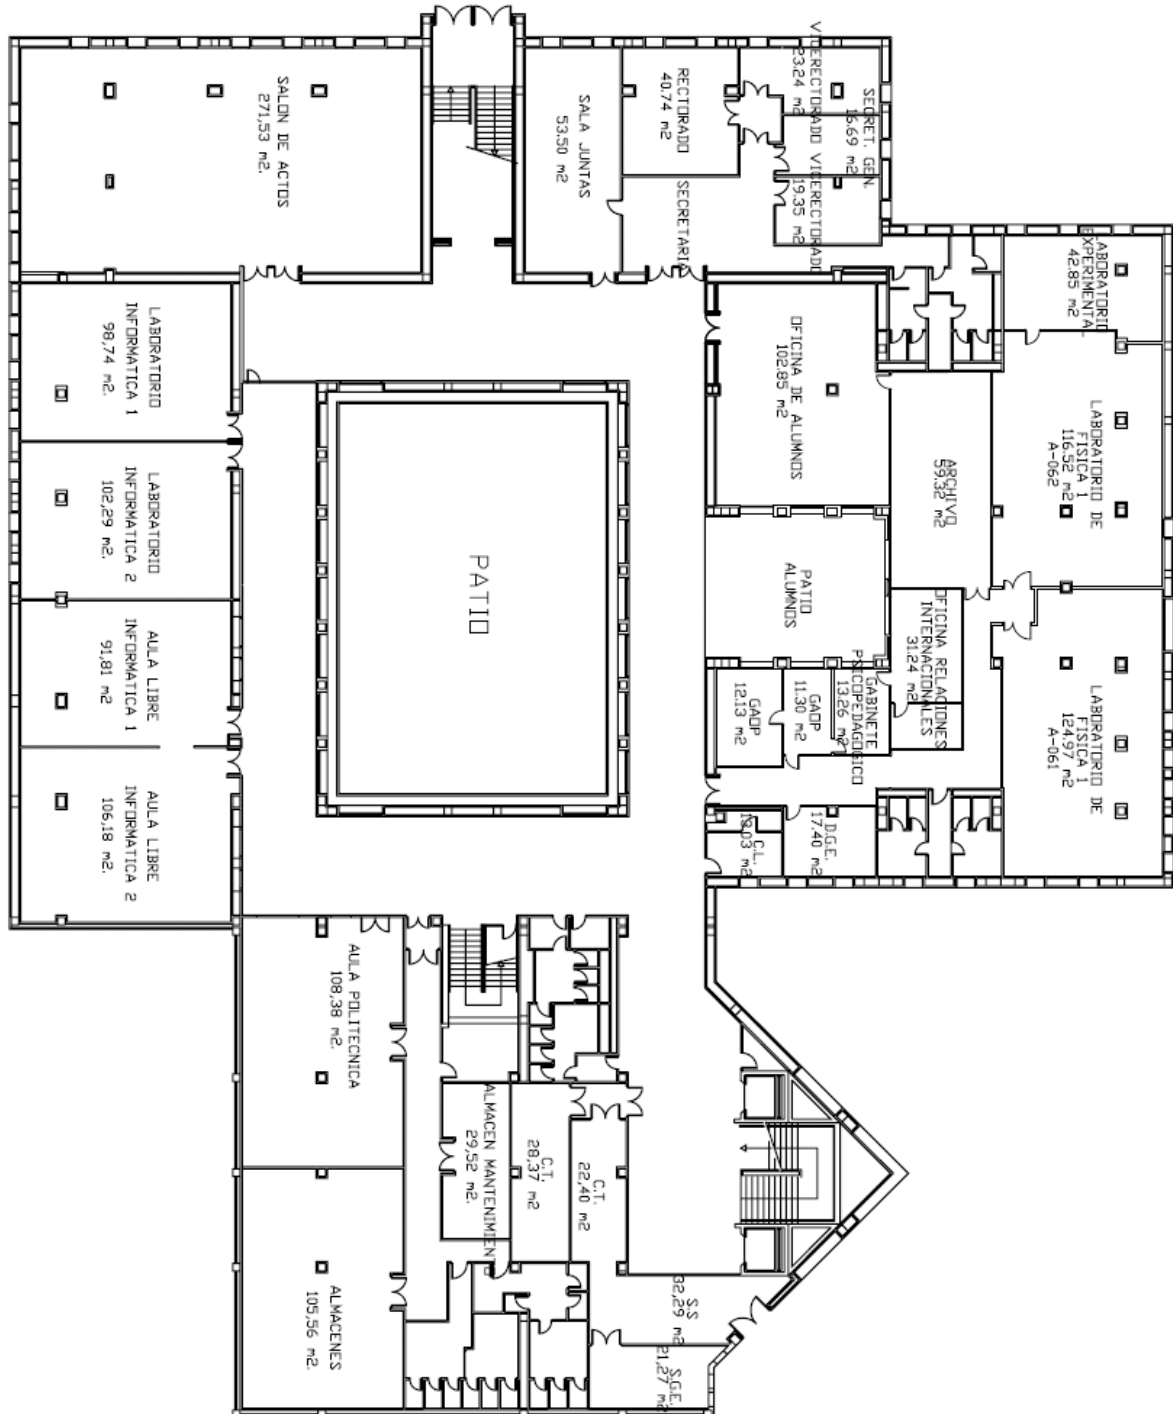 SALON DE ACTOS
271,53 m2.
SALA JUNTAS
53.50 m2
RECTORADO
40.74 m2
SECRETARIA
VICERECTORADO
23.24 m2
SECRET. GEN.
16.69 m2
VICERECTORADO
19.35 m2
LABORATORIO
EXPERIMENTAL
42.85 m2
LABORATORIO
INFORMATICA 1
98,74 m2.
OFICINA DE ALUMNOS
102.85 m2
LABORATORIO DE
FISICA 1
116.52 m2
A-062
ARCHIVO
59.32 m2
LABORATORIO
INFORMATICA 2
102,29 m2.
PATIO
PATIO
ALUMNOS
OFICINA RELACIONES
INTERNACIONALES
31.24 m2
AULA LIBRE
INFORMATICA 1
91,81 m2
GAOP
12.13 m2
GAOP
11.30 m2
GABINETE
PSICOPEDAGOGICO
13.26 m2
LABORATORIO DE
FISICA 1
124.97 m2
A-061
AULA LIBRE
INFORMATICA 2
106,18 m2.
C.L.
D.G.E.
17.40 m2
AULA POLITECNICA
108,38 m2.
ALMACEN MANTENIMIENT
29,52 m2.
C.T.
28,37 m2
C.T.
22,40 m2
ALMACENES
105,56 m2.
S.S
32,29 m2
S.G.E.
21,27 m2